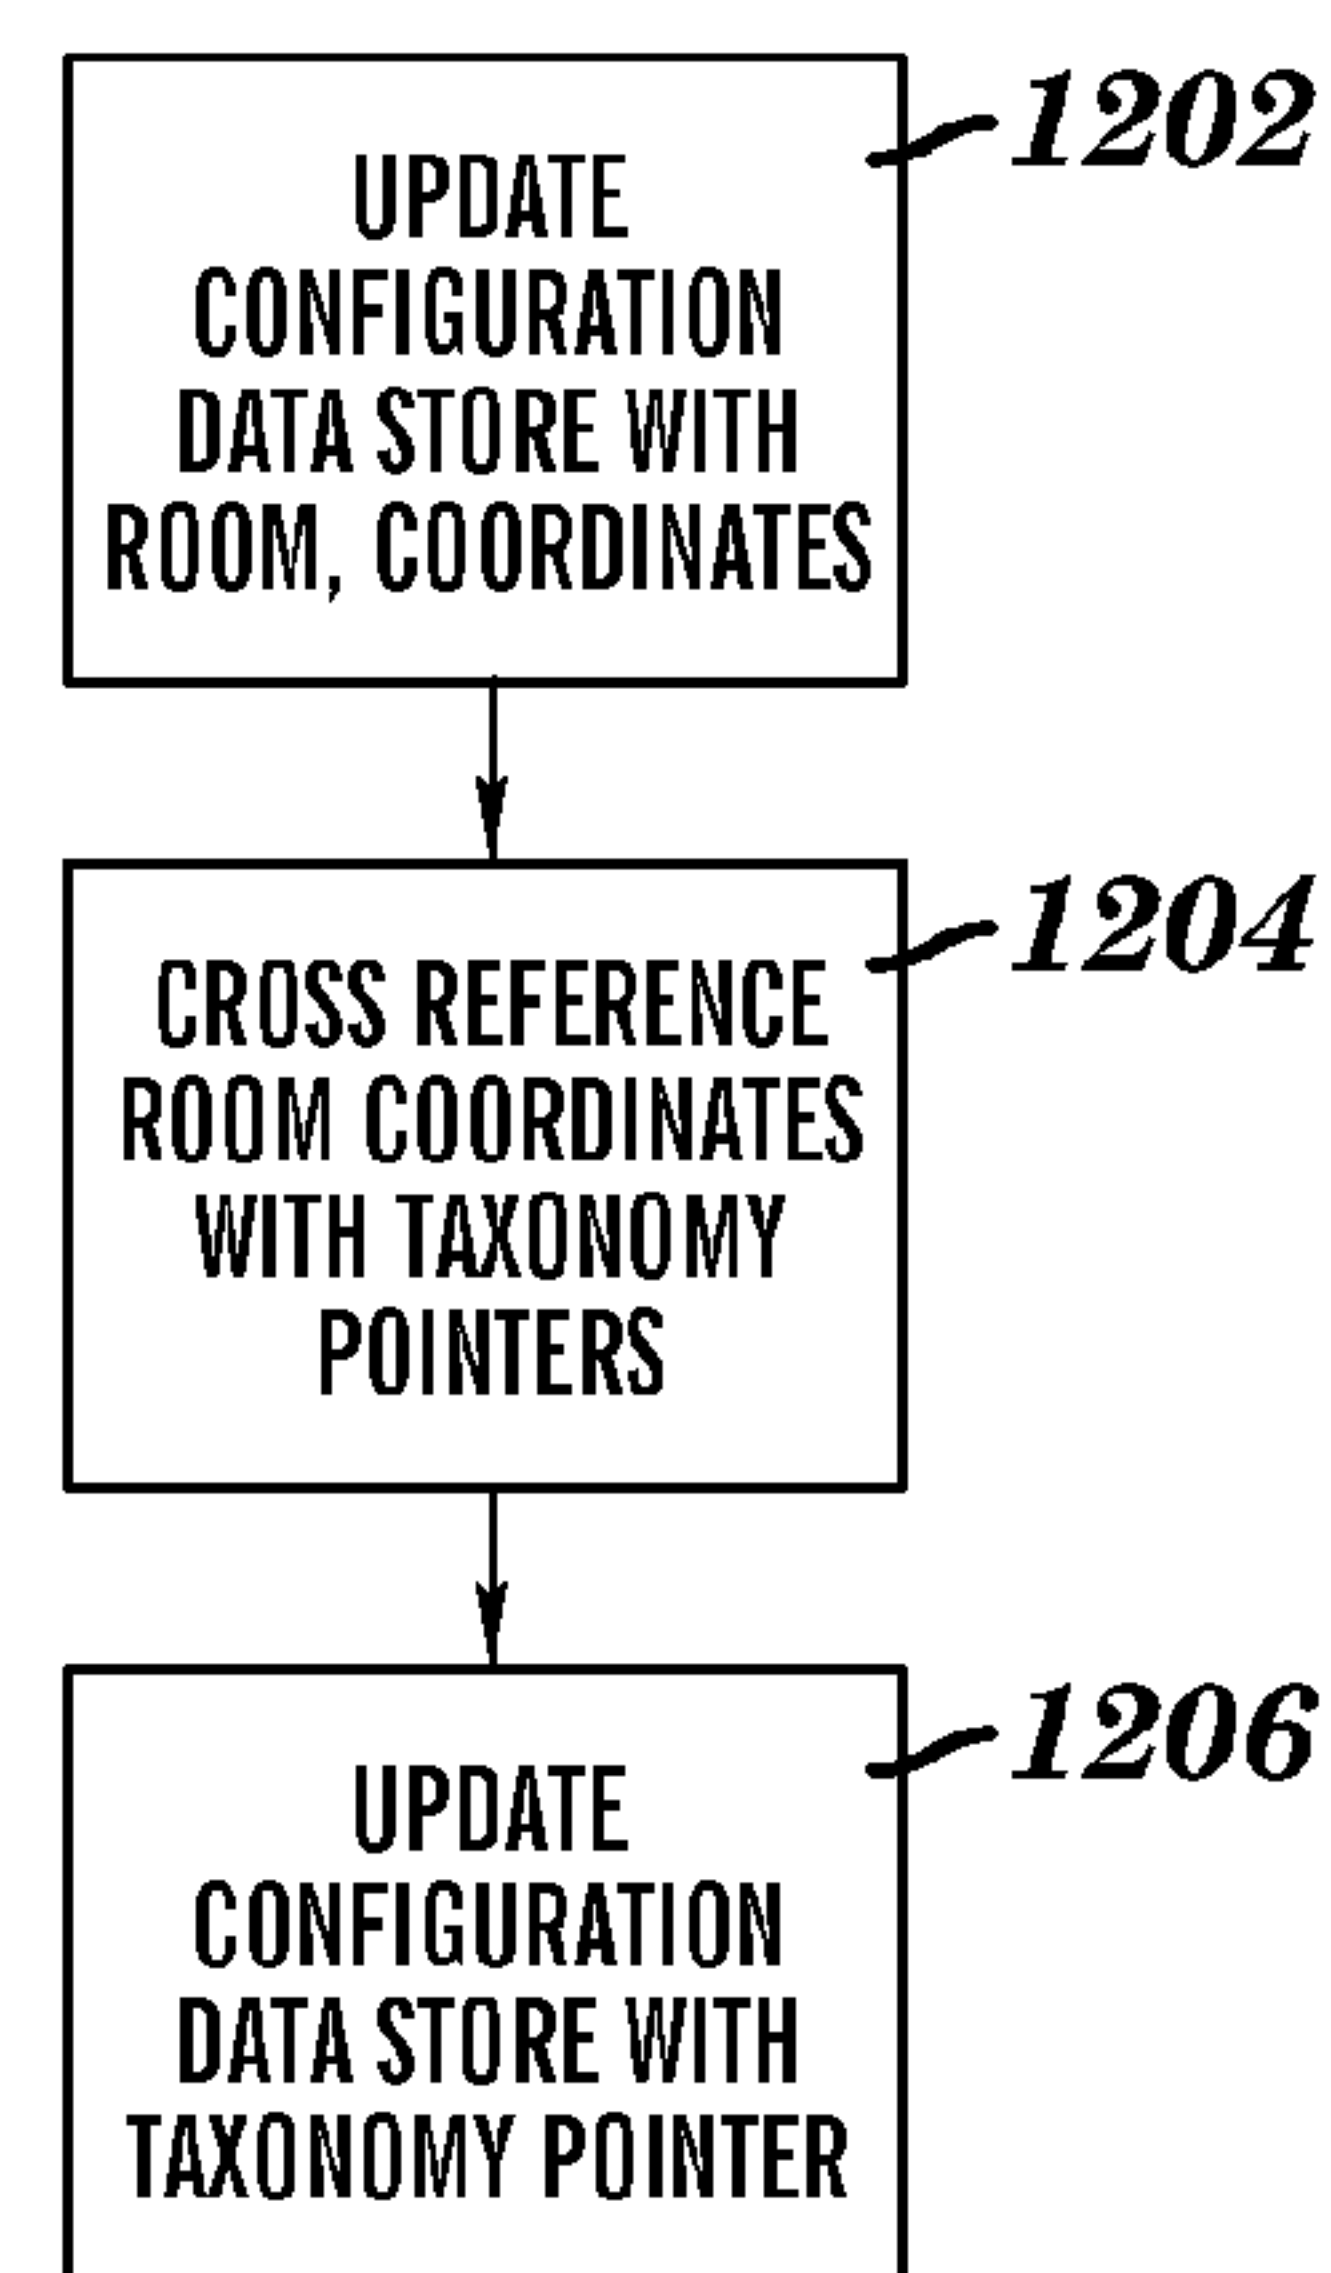 1202
UPDATE
CONFIGURATION
DATA STORE WITH
ROOM, COORDINATES
1204
CROSS REFERENCE
ROOM COORDINATES
WITH TAXONOMY
POINTERS
1206
UPDATE
CONFIGURATION
DATA STORE WITH
TAXONOMY POINTER